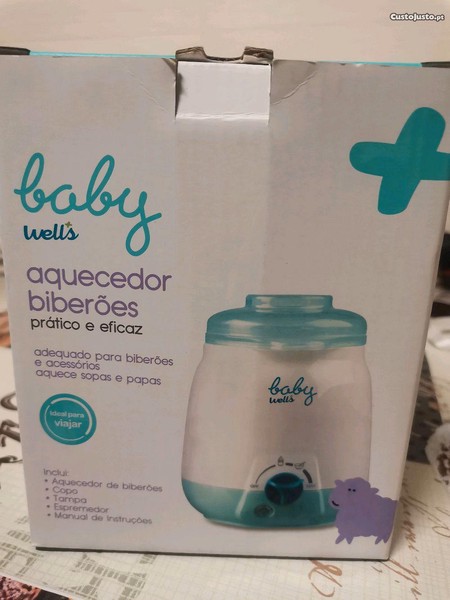 CustoJusto.pt
baby
well's
aquecedor
biberões
prático e eficaz
adequado para biberões
e acessórios
aquece sopas e papas
ideal para
viajar
Inclui:
• Aquecedor de biberões
• Copo
• Tampa
• Espremedor
• Manual de Instruções
baby
well's